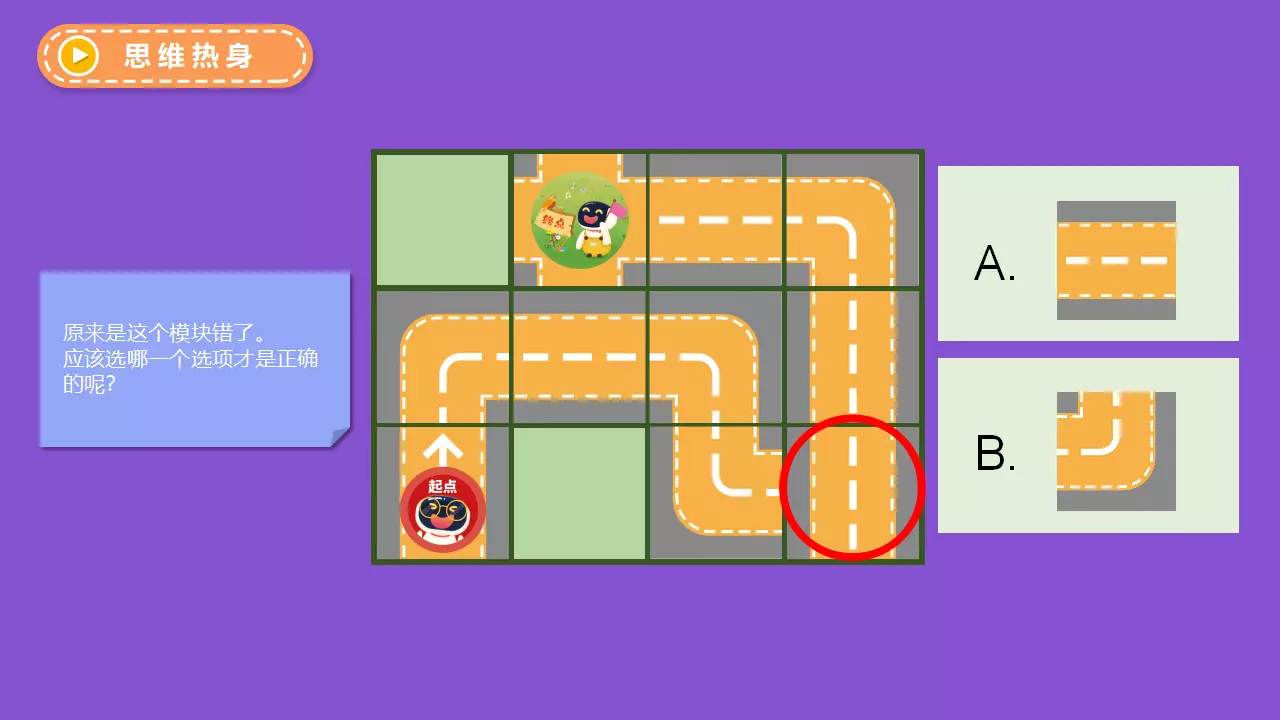 思维热身
终点
原来是这个模块错了。
应该选哪一个选项才是正确
的呢?
起点
A.
B.